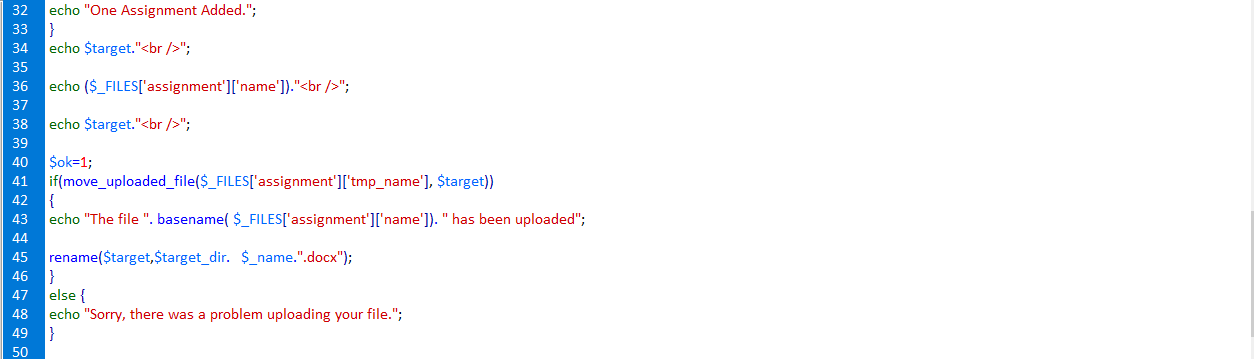 32 echo "One Assignment Added.";
33 }
34 echo $target."<br />";
35
36 echo ($_FILES['assignment']['name'])."<br />";
37
38 echo $target."<br />";
39
40 $ok=1;
41 if(move_uploaded_file($_FILES['assignment']['tmp_name'], $target))
42 {
43 echo "The file ". basename( $_FILES['assignment']['name']). " has been uploaded";
44
45 rename($target,$target_dir.   $_name.".docx");
46 }
47 else {
48 echo "Sorry, there was a problem uploading your file.";
49 }
50